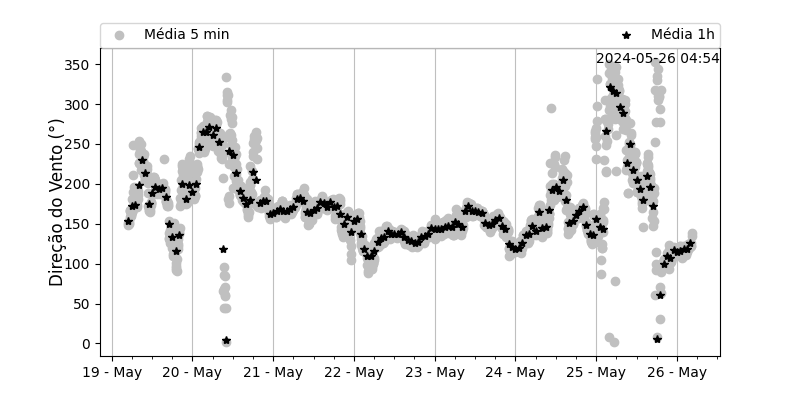 Média 5 min
Média 1h
2024-05-26 04:54
Direção do Vento (°)
350
300
250
200
150
100
50
0
19 - May
20 - May
21 - May
22 - May
23 - May
24 - May
25 - May
26 - May